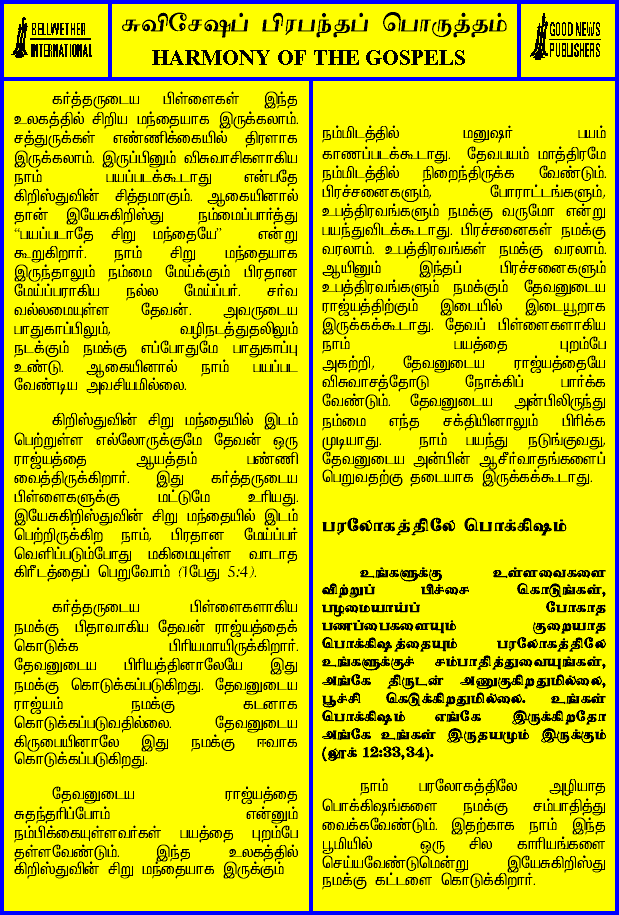 BELLWETHER
INTERNATIONAL
சுவிசேஷப் பிரபந்தப் பொருத்தம்
HARMONY OF THE GOSPELS
GOOD NEWS
PUBLISHERS
கர்த்தருடைய பிள்ளைகள் இந்த
உலகத்தில் சிறிய மந்தையாக இருக்கலாம்.
சத்துருக்கள் எண்ணிக்கையில் திரளாக
இருக்கலாம். இருப்பினும் விசுவாசிகளாகிய
நாம் பயப்படக்கூடாது என்பதே
கிறிஸ்துவின் சித்தமாகும். ஆகையினால்
தான் இயேசுகிறிஸ்து நம்மைப்பார்த்து
“பயப்படாதே சிறு மந்தையே” என்று
கூறுகிறார். நாம் சிறு மந்தையாக
இருந்தாலும் நம்மை மேய்க்கும் பிரதான
மேய்ப்பராகிய நல்ல மேய்ப்பர். சர்வ
வல்லமையுள்ள தேவன். அவருடைய
பாதுகாப்பிலும், வழிநடத்துதலிலும்
நடக்கும் நமக்கு எப்போதுமே பாதுகாப்பு
உண்டு. ஆகையினால் நாம் பயப்பட
வேண்டிய அவசியமில்லை.
கிறிஸ்துவின் சிறு மந்தையில் இடம்
பெற்றுள்ள எல்லோருக்குமே தேவன் ஒரு
ராஜ்யத்தை ஆயத்தம் பண்ணி
வைத்திருக்கிறார். இது கர்த்தருடைய
பிள்ளைகளுக்கு மட்டுமே உரியது.
இயேசுகிறிஸ்துவின் சிறு மந்தையில் இடம்
பெற்றிருக்கிற நாம், பிரதான மேய்ப்பர்
வெளிப்படும்போது மகிமையுள்ள வாடாத
கிரீடத்தைப் பெறுவோம் (1பேது 5:4).
கர்த்தருடைய பிள்ளைகளாகிய
நமக்கு பிதாவாகிய தேவன் ராஜ்யத்தைக்
கொடுக்க பிரியமாயிருக்கிறார்.
தேவனுடைய பிரியத்தினாலேயே இது
நமக்கு கொடுக்கப்படுகிறது. தேவனுடைய
ராஜ்யம் நமக்கு கடனாக
கொடுக்கப்படுவதில்லை. தேவனுடைய
கிருபையினாலே இது நமக்கு ஈவாக
கொடுக்கப்படுகிறது.
தேவனுடைய ராஜ்யத்தை
சுதந்தரிப்போம் என்னும்
நம்பிக்கையுள்ளவர்கள் பயத்தை புறம்பே
தள்ளவேண்டும். இந்த உலகத்தில்
கிறிஸ்துவின் சிறு மந்தையாக இருக்கும்
நம்மிடத்தில் மனுஷர் பயம்
காணப்படக்கூடாது. தேவபயம் மாத்திரமே
நம்மிடத்தில் நிறைந்திருக்க வேண்டும்.
பிரச்சனைகளும், போராட்டங்களும்,
உபத்திரவங்களும் நமக்கு வருமோ என்று
பயந்துவிடக்கூடாது. பிரச்சனைகள் நமக்கு
வரலாம். உபத்திரவங்கள் நமக்கு வரலாம்.
ஆயினும் இந்தப் பிரச்சனைகளும்
உபத்திரவங்களும் நமக்கும் தேவனுடைய
ராஜ்யத்திற்கும் இடையில் இடையூறாக
இருக்கக்கூடாது. தேவப் பிள்ளைகளாகிய
நாம் பயத்தை புறம்பே
அகற்றி, தேவனுடைய ராஜ்யத்தையே
விசுவாசத்தோடு நோக்கிப் பார்க்க
வேண்டும். தேவனுடைய அன்பிலிருந்து
நம்மை எந்த சக்தியினாலும் பிரிக்க
முடியாது. நாம் பயந்து நடுங்குவது,
தேவனுடைய அன்பின் ஆசீர்வாதங்களைப்
பெறுவதற்கு தடையாக இருக்கக்கூடாது.
பரலோகத்திலே பொக்கிஷம்
உங்களுக்கு உள்ளவைகளை
விற்றுப் பிச்சை கொடுங்கள்,
பழமையாய்ப் போகாத
பணப்பைகளையும் குறையாத
பொக்கிஷத்தையும் பரலோகத்திலே
உங்களுக்குச் சம்பாதித்துவையுங்கள்,
அங்கே திருடன் அணுகுகிறதுமில்லை,
பூச்சி கெடுக்கிறதுமில்லை. உங்கள்
பொக்கிஷம் எங்கே இருக்கிறதோ
அங்கே உங்கள் இருதயமும் இருக்கும்
(லூக் 12:33,34).
நாம் பரலோகத்திலே அழியாத
பொக்கிஷங்களை நமக்கு சம்பாதித்து
வைக்கவேண்டும். இதற்காக நாம் இந்த
பூமியில் ஒரு சில காரியங்களை
செய்யவேண்டுமென்று இயேசுகிறிஸ்து
நமக்கு கட்டளை கொடுக்கிறார்.